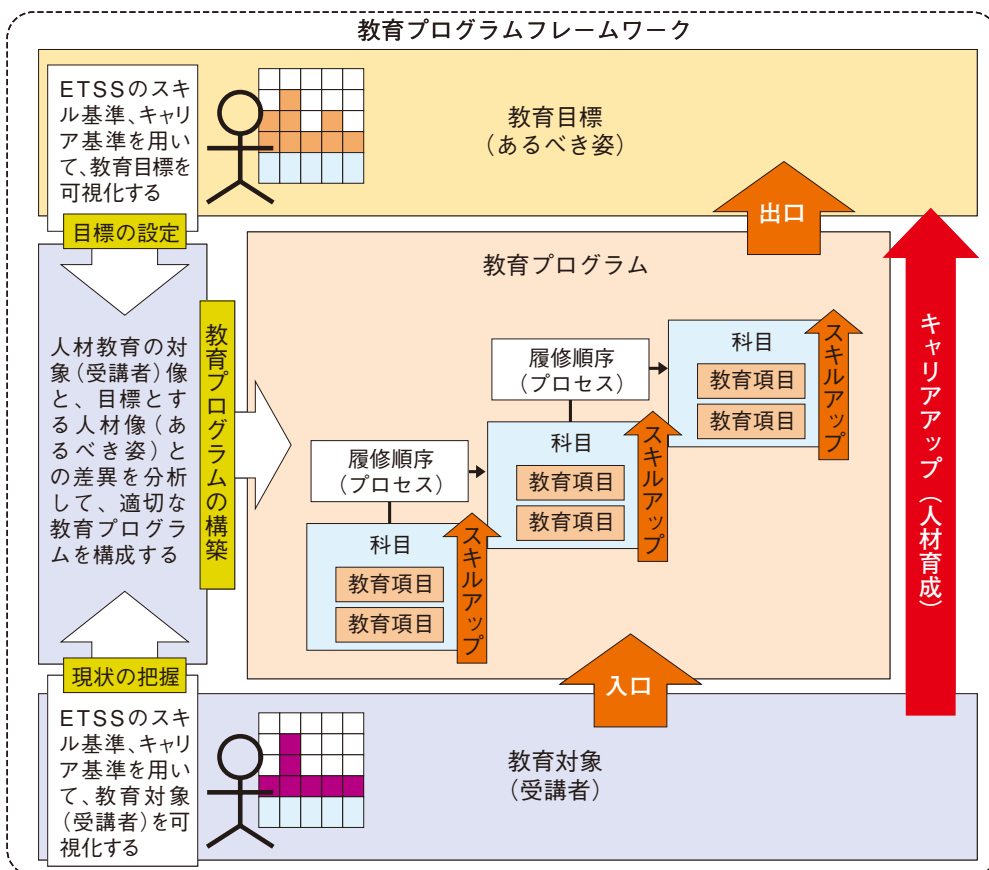 教育プログラムフレームワーク
ETSSのスキ
ル基準、キャリ
ア基準を用い
て、教育目標を
可視化する
教育目標
（あるべき姿）
出口
目標の設定
人材教育の対
象（受講者）像
と、目標とす
る人材像（あ
るべき姿）と
の差異を分析
して、適切な
教育プログラ
ムを構成する
教育プログラムの構築
教育プログラム
科目
教育項目
教育項目
スキルアップ
履修順序
（プロセス）
科目
教育項目
教育項目
スキルアップ
履修順序
（プロセス）
科目
教育項目
教育項目
スキルアップ
キャリアアップ（人材育成）
入口
現状の把握
ETSSのスキ
ル基準、キャリ
ア基準を用い
て、教育対象
（受講者）を可
視化する
教育対象
（受講者）